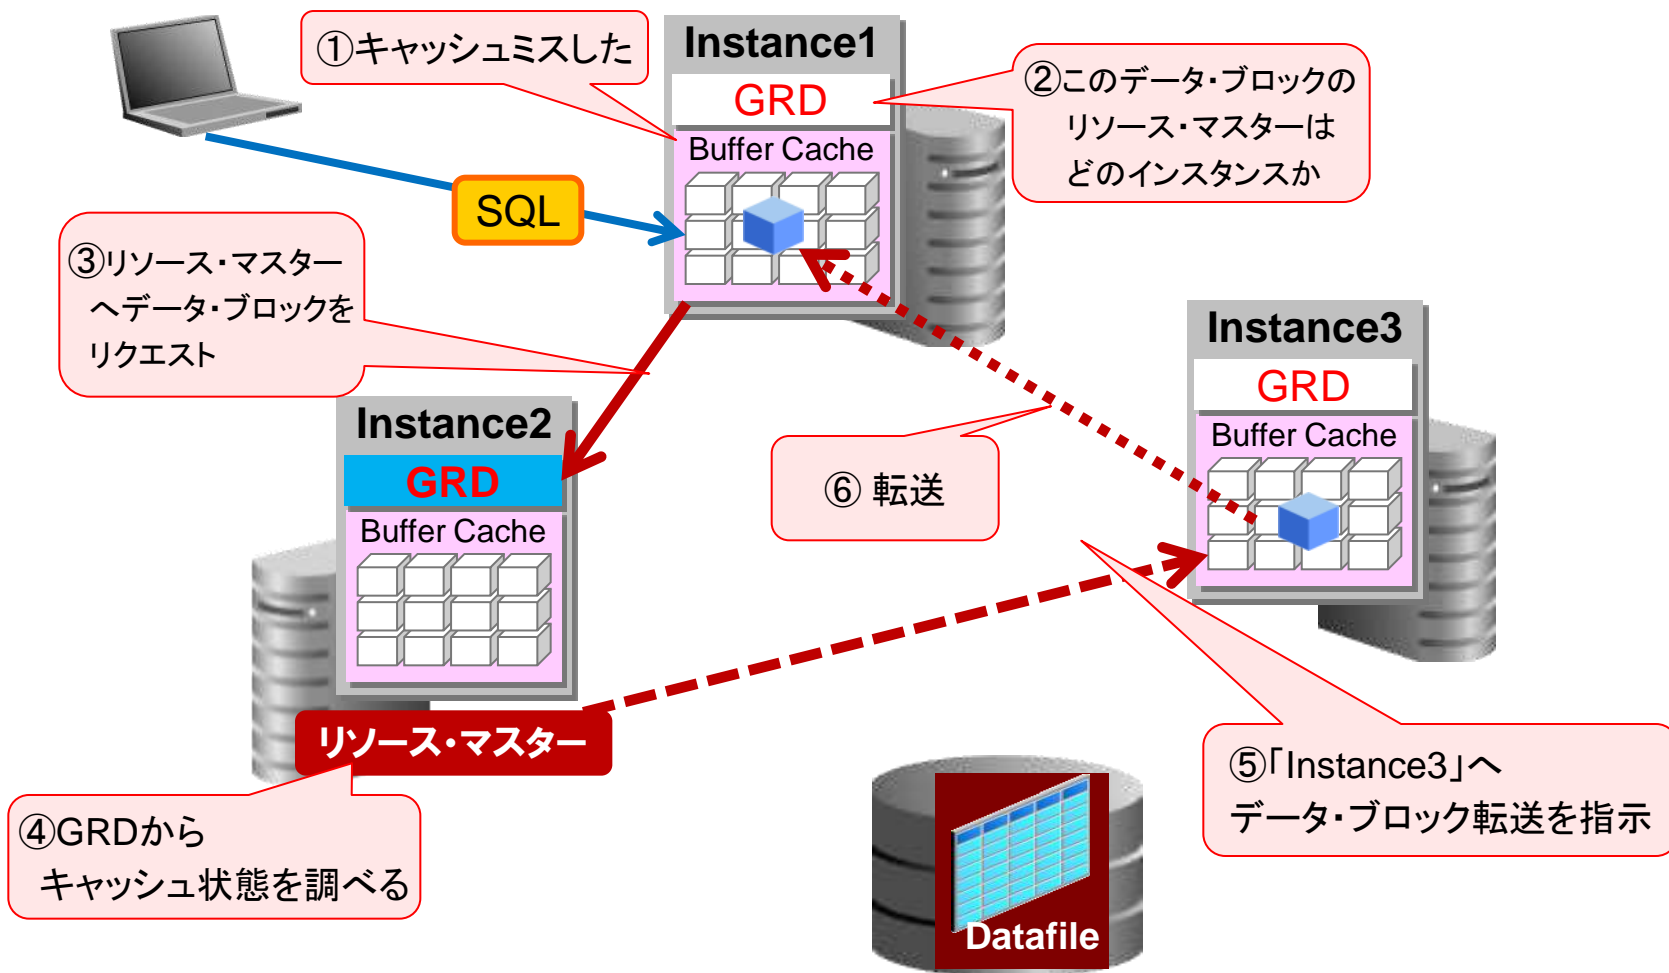 ①キャッシュミスした
Instance1
GRD
Buffer Cache
②このデータ・ブロックの
リソース・マスターは
どのインスタンスか
SQL
③リソース・マスター
へデータ・ブロックを
リクエスト
Instance2
GRD
Buffer Cache
リソース・マスター
④GRDから
キャッシュ状態を調べる
Instance3
GRD
Buffer Cache
⑥ 転送
⑤「Instance3」へ
データ・ブロック転送を指示
Datafile